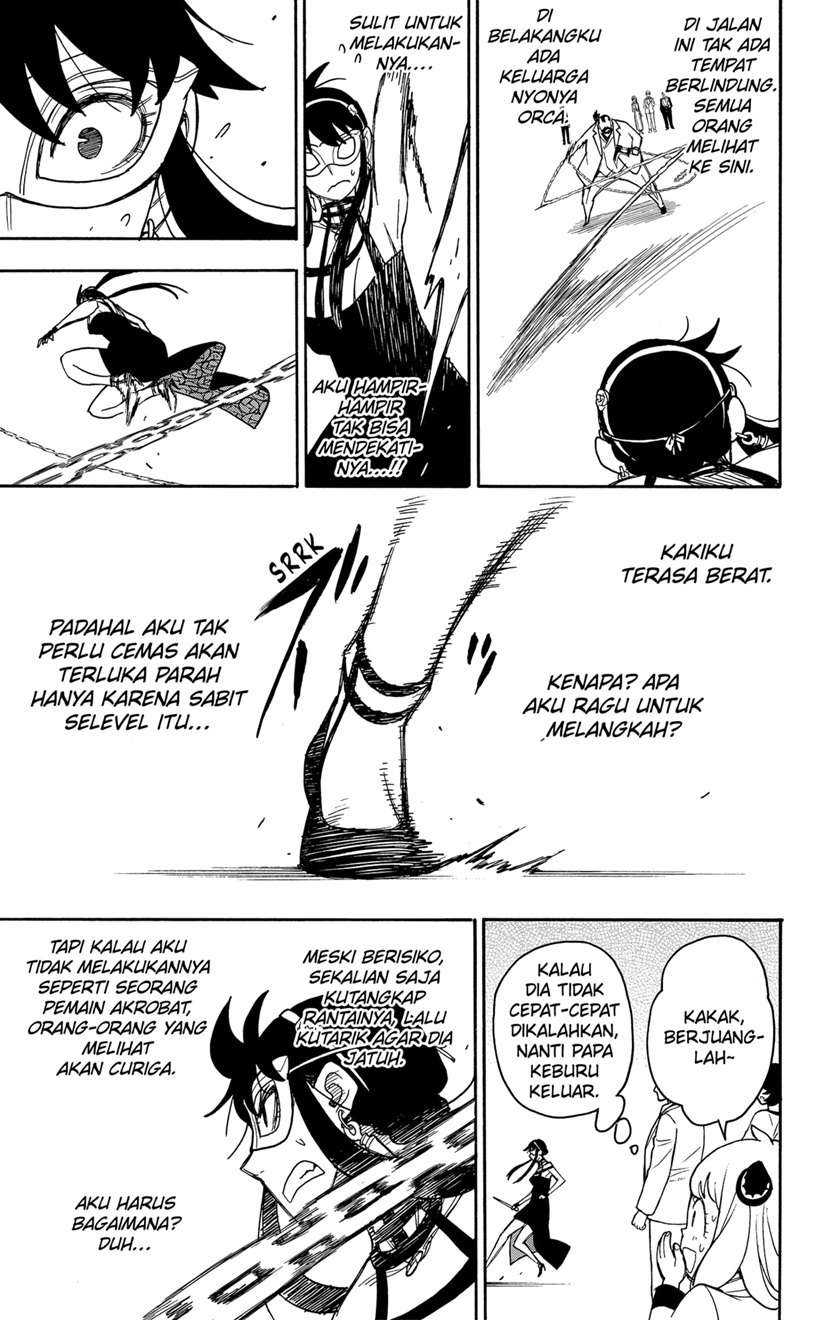 DI JALAN
INI TAK ADA
TEMPAT
BERLINDUNG.
SEMUA
ORANG
MELIHAT
KE SINI.
DI
BELAKANGKU
ADA
KELUARGA
NYONYA
ORCA.
SULIT UNTUK
MELAKUKAN-
NYA....
AKU HAMPIR-
HAMPIR
TAK BISA
MENDEKATI-
NYA...!!
KAKIKU
TERASA BERAT.
KENAPA? APA
AKU RAGU UNTUK
MELANGKAH?
SRRK
PADAHAL AKU TAK
PERLU CEMAS AKAN
TERLUKA PARAH
HANYA KARENA SABIT
SELEVEL ITU...
KAKAK,
BERJUANG-
LAH~
KALAU
DIA TIDAK
CEPAT-CEPAT
DIKALAHKAN,
NANTI PAPA
KEBURU
KELUAR.
MESKI BERISIKO,
SEKALIAN SAJA
KUTANGKAP
RANTAINYA, LALU
KUTARIK AGAR DIA
JATUH.
TAPI KALAU AKU
TIDAK MELAKUKANNYA
SEPERTI SEORANG
PEMAIN AKROBAT,
ORANG-ORANG YANG
MELIHAT
AKAN CURIGA.
AKU HARUS
BAGAIMANA?
DUH...